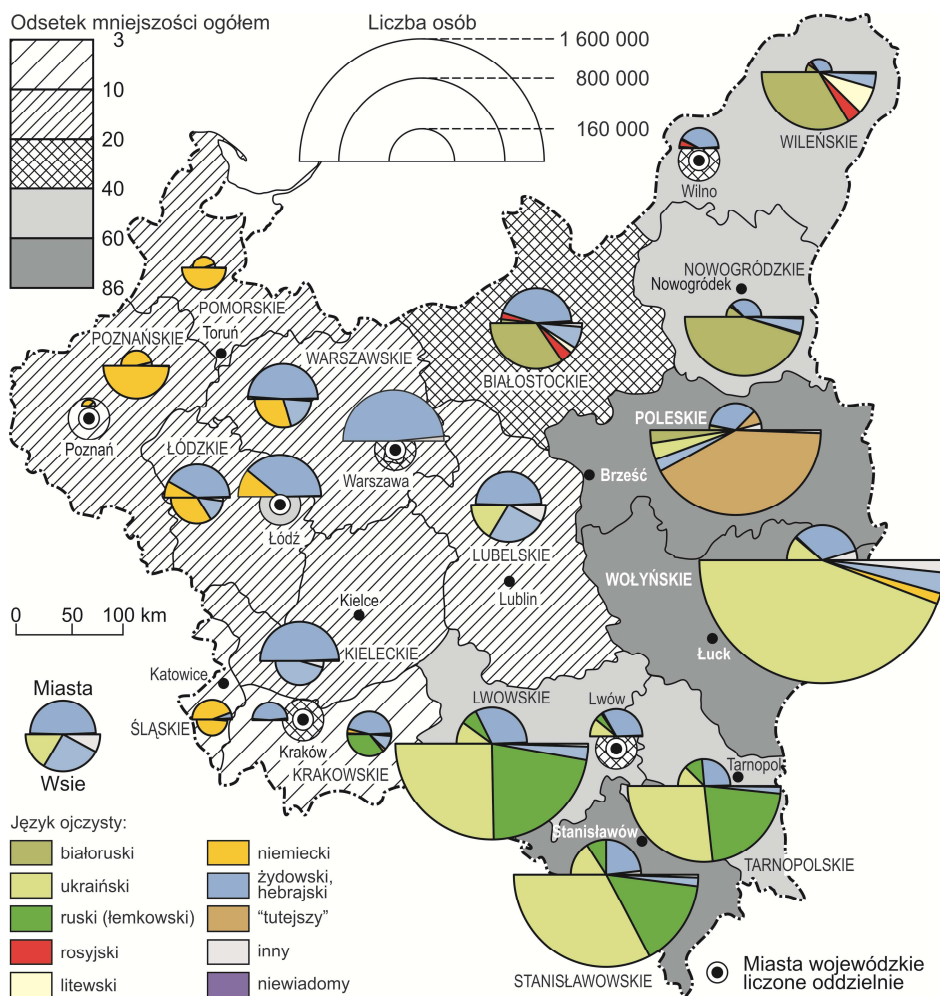 Odsetek mniejszości ogółem
3
10
20
40
60
86
Liczba osób
1 600 000
800 000
160 000
WILEŃSKIE
Wilno
NOWOGRÓDZKIE
Nowogródek
POMORSKIE
Toruń
POZNAŃSKIE
Poznań
WARSZAWSKIE
Warszawa
BIAŁOSTOCKIE
POLESKIE
Brześć
ŁÓDZKIE
Łódź
LUBELSKIE
Lublin
WOŁYŃSKIE
Łuck
Kielce
KIELECKIE
0 50 100 km
Katowice
ŚLĄSKIE
Kraków
KRAKOWSKIE
LWOWSKIE
Lwów
Tarnopol
TARNOPOLSKIE
Stanisławów
STANISŁAWOWSKIE
Miasta
Wsie
Język ojczysty:
białoruski
ukraiński
ruski (łemkowski)
rosyjski
litewski
niemiecki
żydowski,
hebrajski
"tutejszy"
inny
niewiadomy
Miasta wojewódzkie
liczone oddzielnie